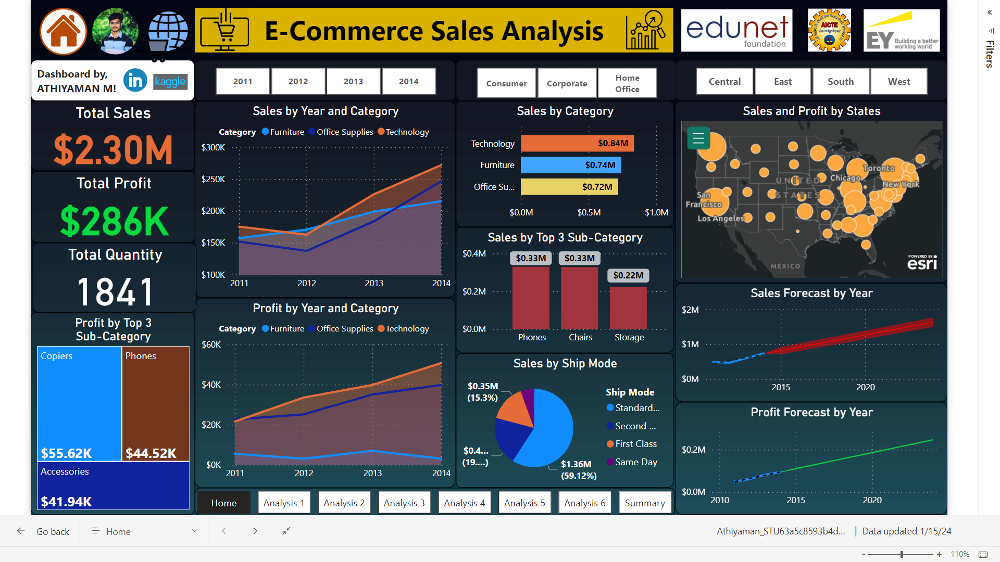 E-Commerce Sales Analysis
edunet
foundation
AICTE
EY
Building a better
working world
Dashboard by,
ATHIYAMAN M!
in
kaggle
2011
2012
2013
2014
Consumer
Corporate
Home
Office
Central
East
South
West
Total Sales
$2.30M
Total Profit
$286K
Total Quantity
1841
Profit by Top 3
Sub-Category
Copiers
$55.62K
Phones
$44.52K
Accessories
$41.94K
Sales by Year and Category
Category Furniture Office Supplies Technology
$300K
$250K
$200K
$150K
$100K
2011 2012 2013 2014
Profit by Year and Category
Category Furniture Office Supplies Technology
$60K
$40K
$20K
$0K
2011 2012 2013 2014
Sales by Category
Technology $0.84M
Furniture $0.74M
Office Su... $0.72M
$0.0M $0.5M $1.0M
Sales by Top 3 Sub-Category
$0.4M
$0.2M
$0.0M
$0.33M $0.33M $0.22M
Phones Chairs Storage
Sales by Ship Mode
$0.35M
(15.3%)
$0.4...
(19....)
$1.36M
(59.12%)
Ship Mode
Standard...
Second ...
First Class
Same Day
Sales and Profit by States
Toronto
Chicago
New York
UNITED
STATES
San
Francisco
Los Angeles
MÉXICO
POWERED BY
esri
Sales Forecast by Year
$2M
$1M
$0M
2015 2020
Profit Forecast by Year
$0.2M
$0.0M
2010 2015 2020
Home
Analysis 1
Analysis 2
Analysis 3
Analysis 4
Analysis 5
Analysis 6
Summary
Filters
Go back
Home
Athiyaman_STU63a5c8593b4d... | Data updated 1/15/24
- + 110%